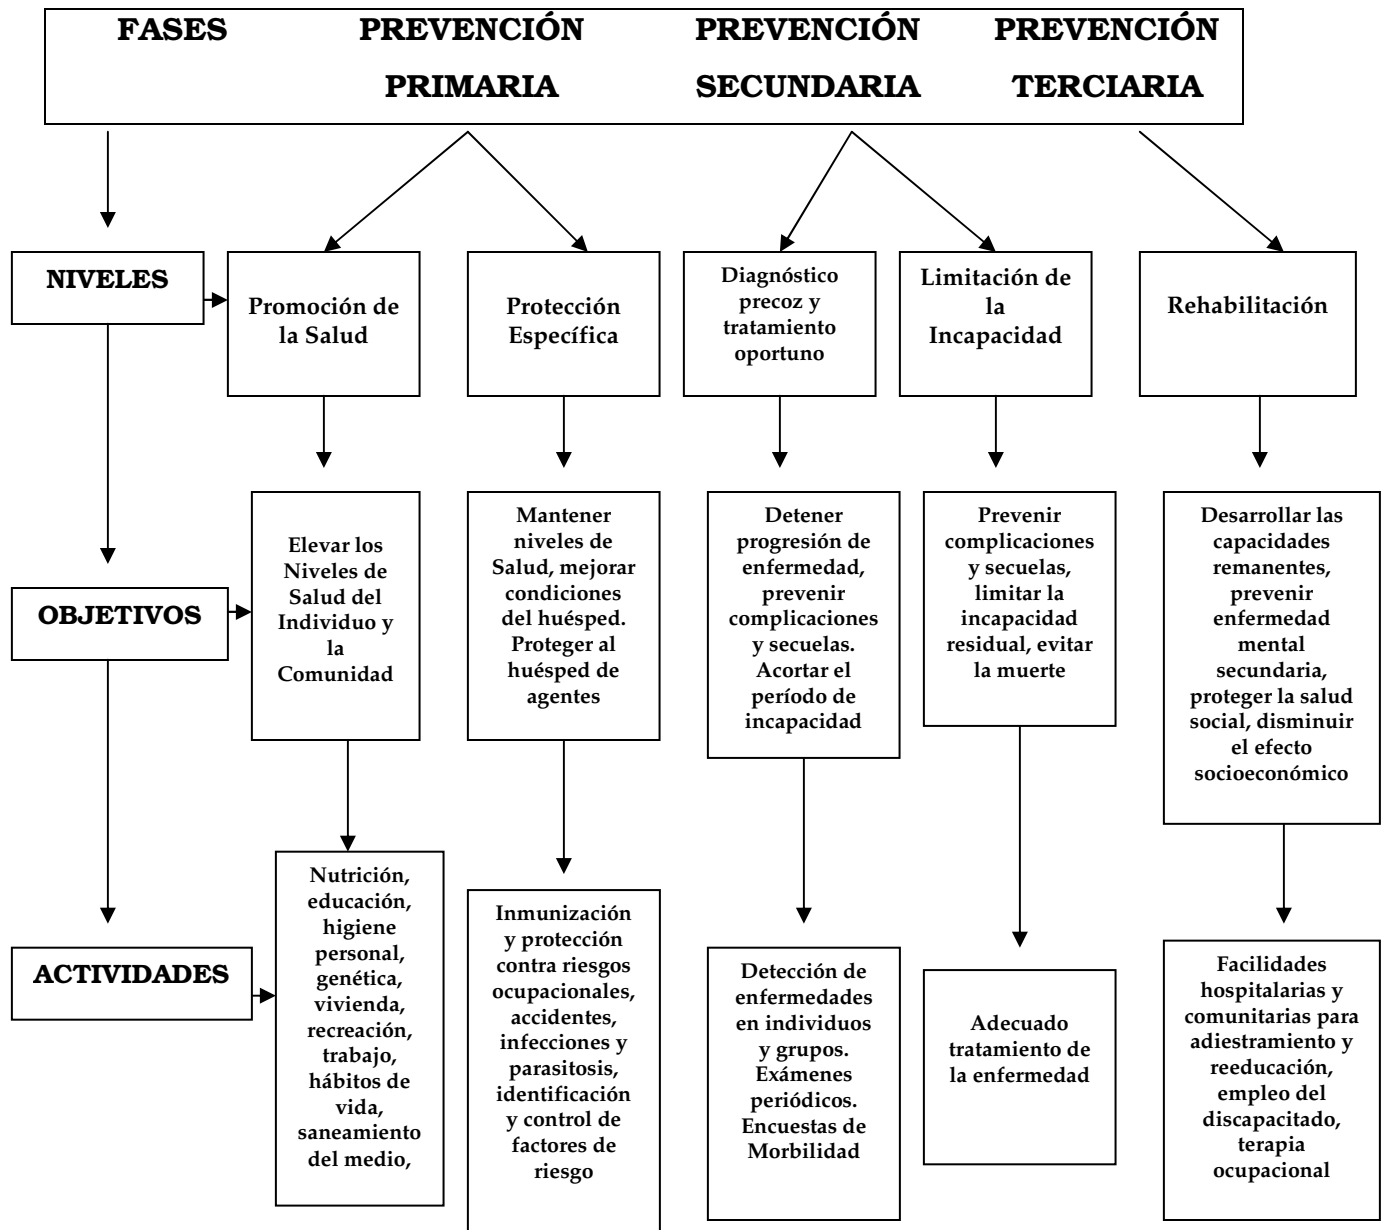 FASES
PREVENCIÓN
PRIMARIA
PREVENCIÓN
SECUNDARIA
PREVENCIÓN
TERCIARIA
NIVELES
Promoción de
la Salud
Protección
Específica
Diagnóstico
precoz y
tratamiento
oportuno
Limitación de
la
Incapacidad
Rehabilitación
OBJETIVOS
Elevar los
Niveles de
Salud del
Individuo y
la
Comunidad
Mantener
niveles de
Salud, mejorar
condiciones
del huésped.
Proteger al
huésped de
agentes
Detener
progresión de
enfermedad,
prevenir
complicaciones
y secuelas.
Acortar el
período de
incapacidad
Prevenir
complicaciones
y secuelas,
limitar la
incapacidad
residual, evitar
la muerte
Desarrollar las
capacidades
remanentes,
prevenir
enfermedad
mental
secundaria,
proteger la salud
social, disminuir
el efecto
socioeconómico
ACTIVIDADES
Nutrición,
educación,
higiene
personal,
genética,
vivienda,
recreación,
trabajo,
hábitos de
vida,
saneamiento
del medio,
Inmunización
y protección
contra riesgos
ocupacionales,
accidentes,
infecciones y
parasitosis,
identificación
y control de
factores de
riesgo
Detección de
enfermedades
en individuos
y grupos.
Exámenes
periódicos.
Encuestas de
Morbilidad
Adecuado
tratamiento de
la enfermedad
Facilidades
hospitalarias y
comunitarias para
adiestramiento y
reeducación,
empleo del
discapacitado,
terapia
ocupacional